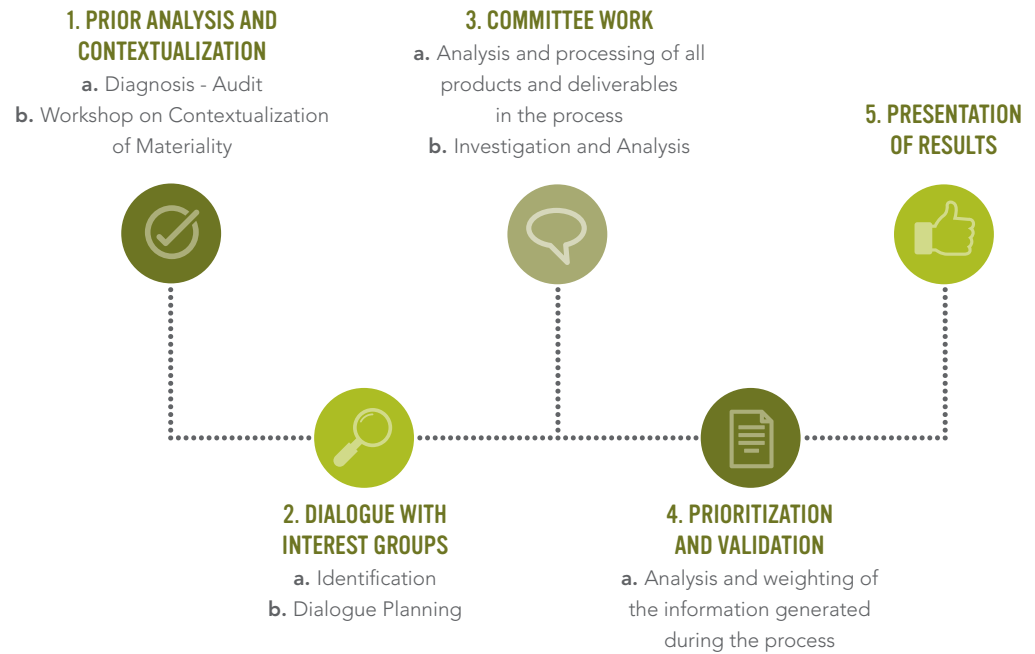 1. PRIOR ANALYSIS AND
CONTEXTUALIZATION
a. Diagnosis - Audit
b. Workshop on Contextualization
of Materiality
2. DIALOGUE WITH
INTEREST GROUPS
a. Identification
b. Dialogue Planning
3. COMMITTEE WORK
a. Analysis and processing of all
products and deliverables
in the process
b. Investigation and Analysis
4. PRIORITIZATION
AND VALIDATION
a. Analysis and weighting of
the information generated
during the process
5. PRESENTATION
OF RESULTS